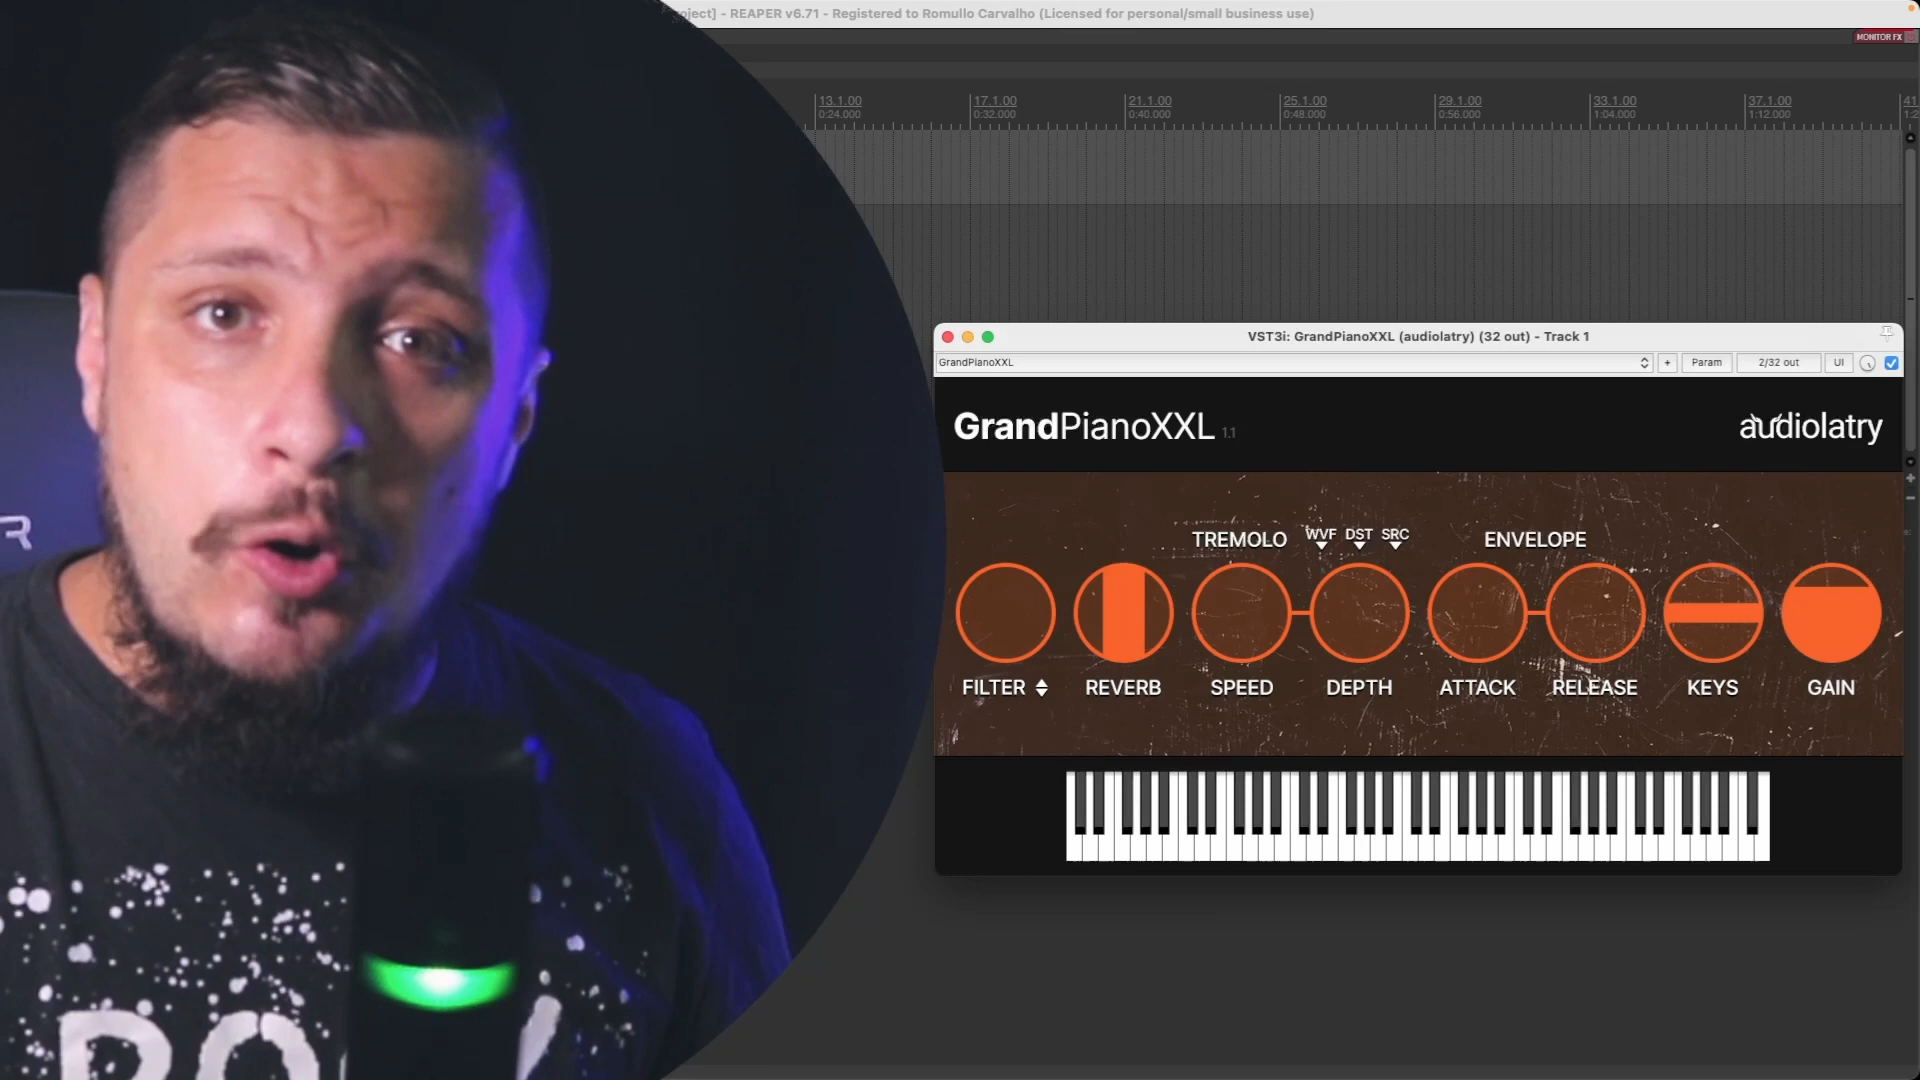 oject] - REAPER v6.71 - Registered to Romullo Carvalho (Licensed for personal/small business use)
MONITOR FX
13.1.00 17.1.00 21.1.00 25.1.00 29.1.00 33.1.00 37.1.00 41
0:24.000 0:32.000 0:40.000 0:48.000 0:56.000 1:04.000 1:12.000 1:2
VST3i: GrandPianoXXL (audiolatry) (32 out) - Track 1
GrandPianoXXL + Param 2/32 out UI
GrandPianoXXL 1.1
audiolatry
TREMOLO WVF DST SRC ENVELOPE
FILTER REVERB SPEED DEPTH ATTACK RELEASE KEYS GAIN
R